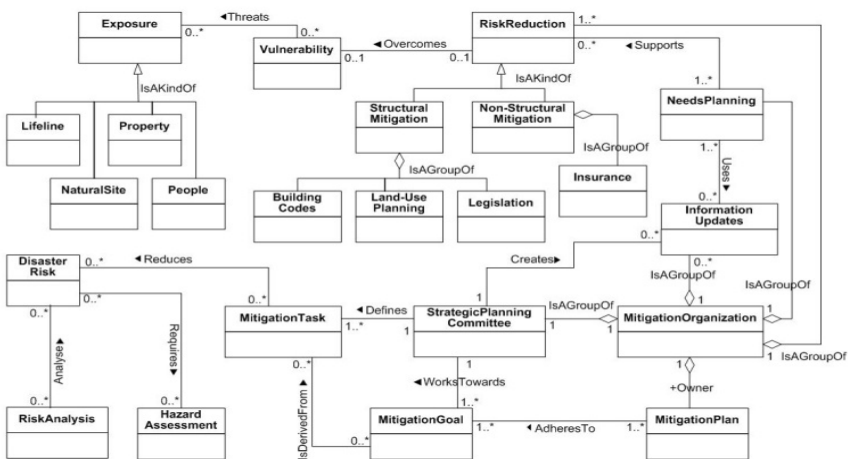 Exposure
◄Threats
0..*
0..*
Vulnerability
◄Overcomes
0..1
0..1
RiskReduction
1..*
0..*
◄Supports
1..*
NeedsPlanning
IsAKindOf
IsAKindOf
Lifeline
Property
NaturalSite
People
Structural
Mitigation
Non-Structural
Mitigation
IsAGroupOf
IsAGroupOf
Building
Codes
Land-Use
Planning
Legislation
Insurance
1..*
Uses►
0..*
Information
Updates
0..*
0..*
Creates►
IsAGroupOf
IsAGroupOf
Disaster
Risk
0..*
◄Reduces
0..*
0..*
0..*
MitigationTask
◄Defines
1..*
1
StrategicPlanning
Committee
1
1
IsAGroupOf
1
MitigationOrganization
1
1
1
IsAGroupOf
Analyse►
Requires►
0..*
0..*
RiskAnalysis
Hazard
Assessment
0..*
IsDerivedFrom►
0..*
1
◄WorksTowards
1..*
MitigationGoal
1..*
◄AdheresTo
1..*
1
+Owner
MitigationPlan